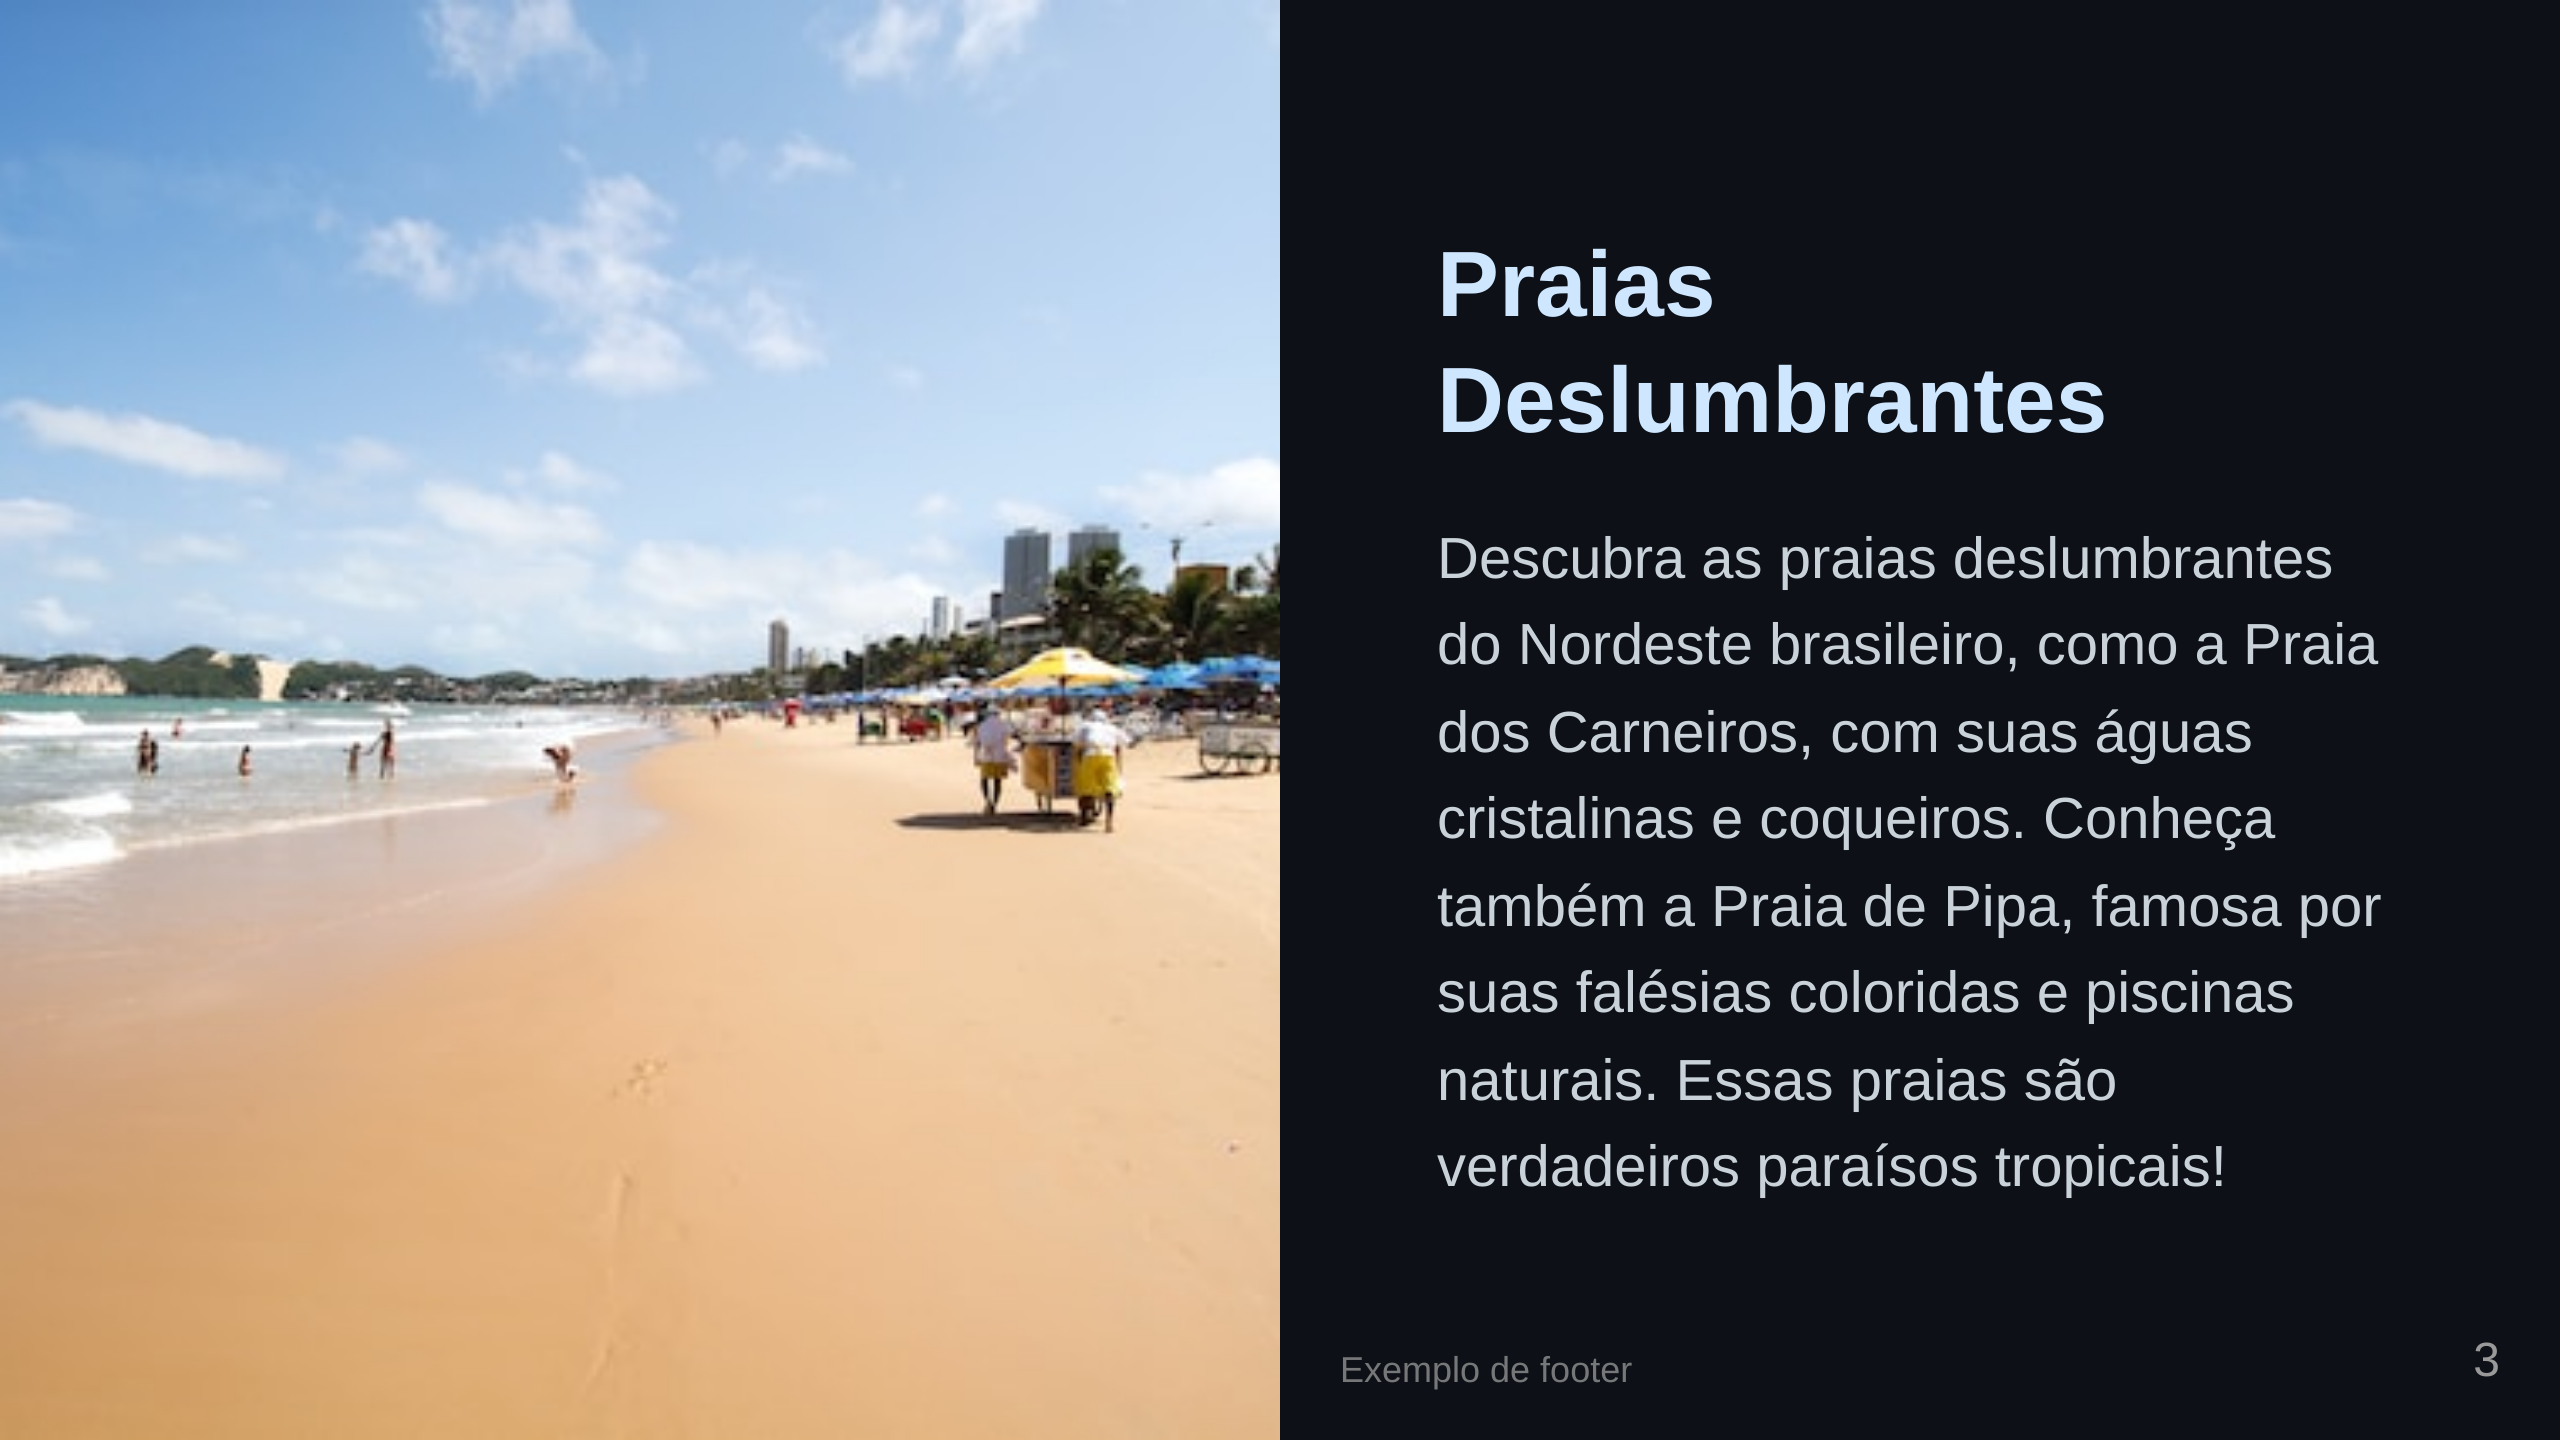 Praias
Deslumbrantes
Descubra as praias deslumbrantes
do Nordeste brasileiro, como a Praia
dos Carneiros, com suas águas
cristalinas e coqueiros. Conheça
também a Praia de Pipa, famosa por
suas falésias coloridas e piscinas
naturais. Essas praias são
verdadeiros paraísos tropicais!
Exemplo de footer
3